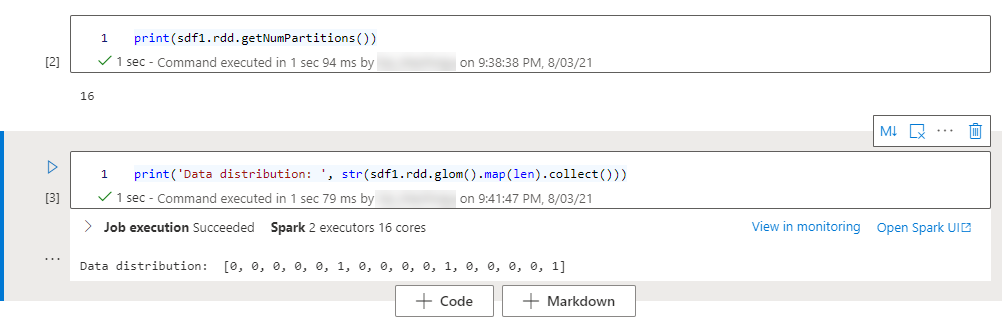 1 print(sdf1.rdd.getNumPartitions())
[2] 1 sec - Command executed in 1 sec 94 ms by on 9:38:38 PM, 8/03/21
16
M↓ ...
1 print('Data distribution: ', str(sdf1.rdd.glom().map(len).collect()))
[3] 1 sec - Command executed in 1 sec 79 ms by on 9:41:47 PM, 8/03/21
> Job execution Succeeded Spark 2 executors 16 cores View in monitoring Open Spark UI
...
Data distribution: [0, 0, 0, 0, 0, 1, 0, 0, 0, 0, 1, 0, 0, 0, 0, 1]
+ Code + Markdown